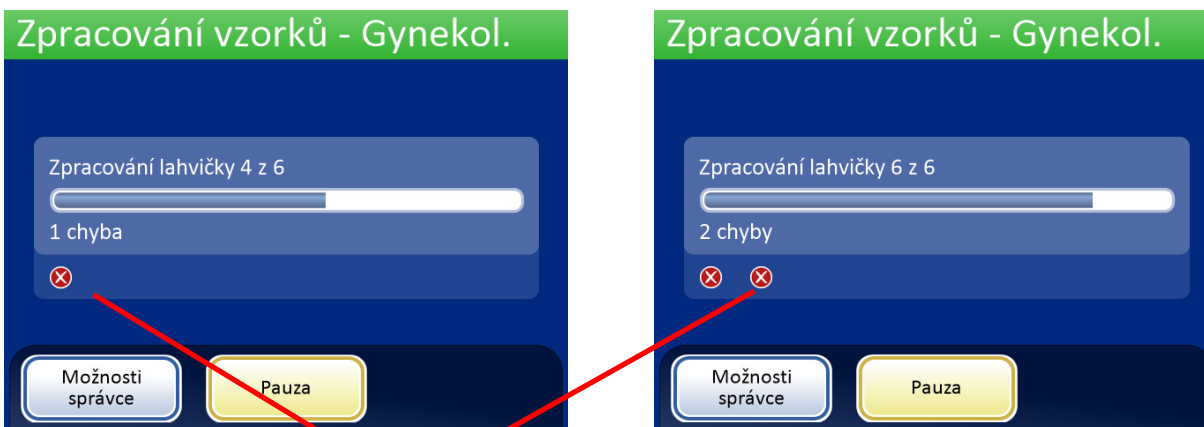 Zpracování vzorků - Gynekol.
Zpracování lahvičky 4 z 6
1 chyba
Možnosti
správce
Pauza
Zpracování vzorků - Gynekol.
Zpracování lahvičky 6 z 6
2 chyby
Možnosti
správce
Pauza